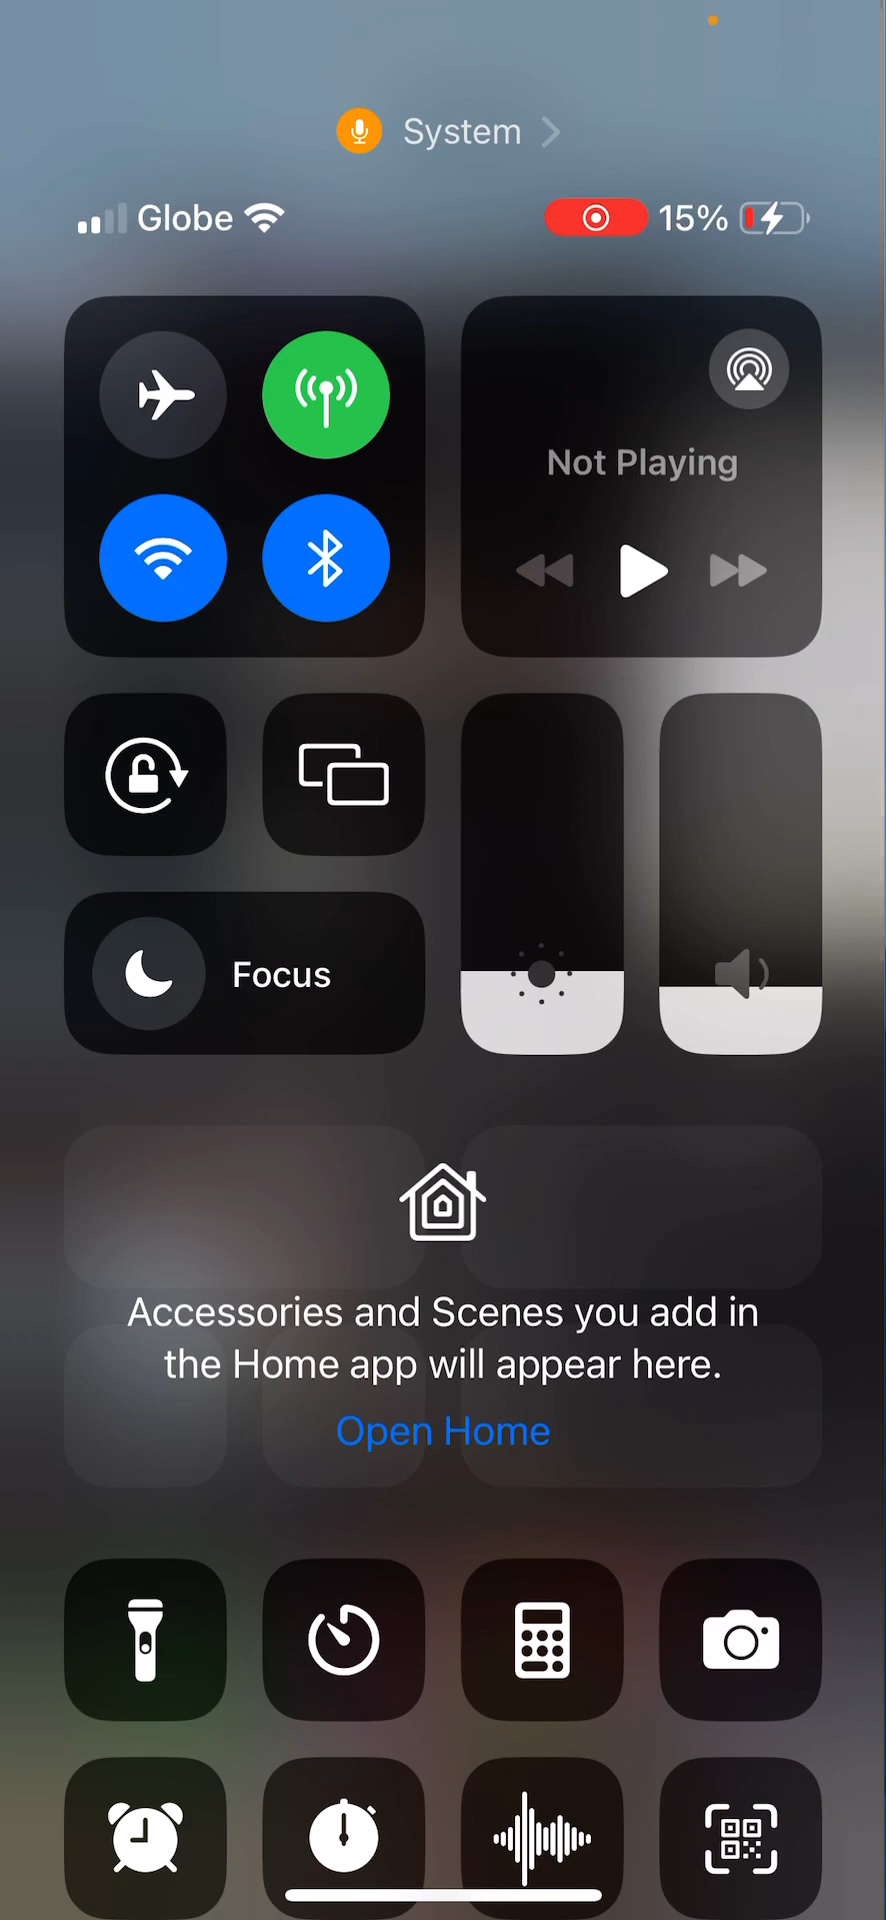 System
Globe 15%
Not Playing
Focus
Accessories and Scenes you add in
the Home app will appear here.
Open Home